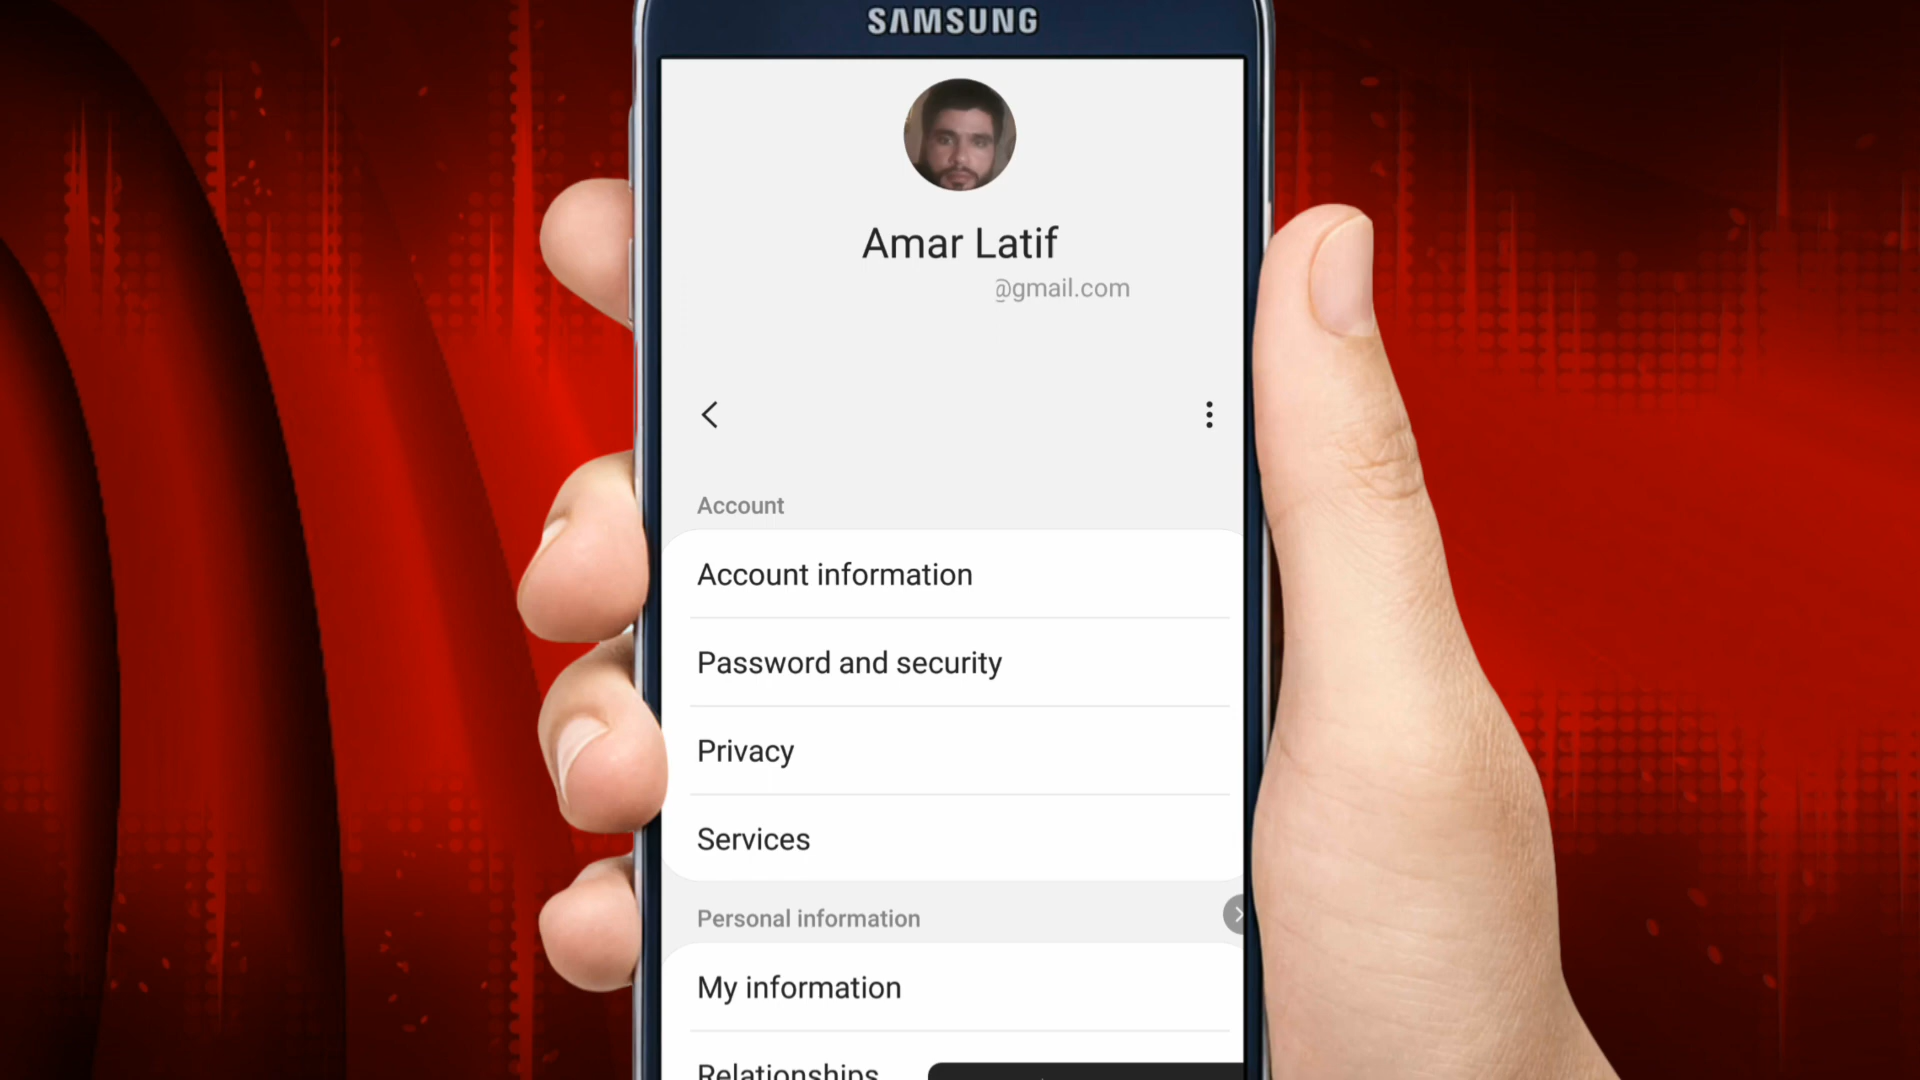 SAMSUNG
Amar Latif
@gmail.com
Account
Account information
Password and security
Privacy
Services
Personal information
My information
Relationships